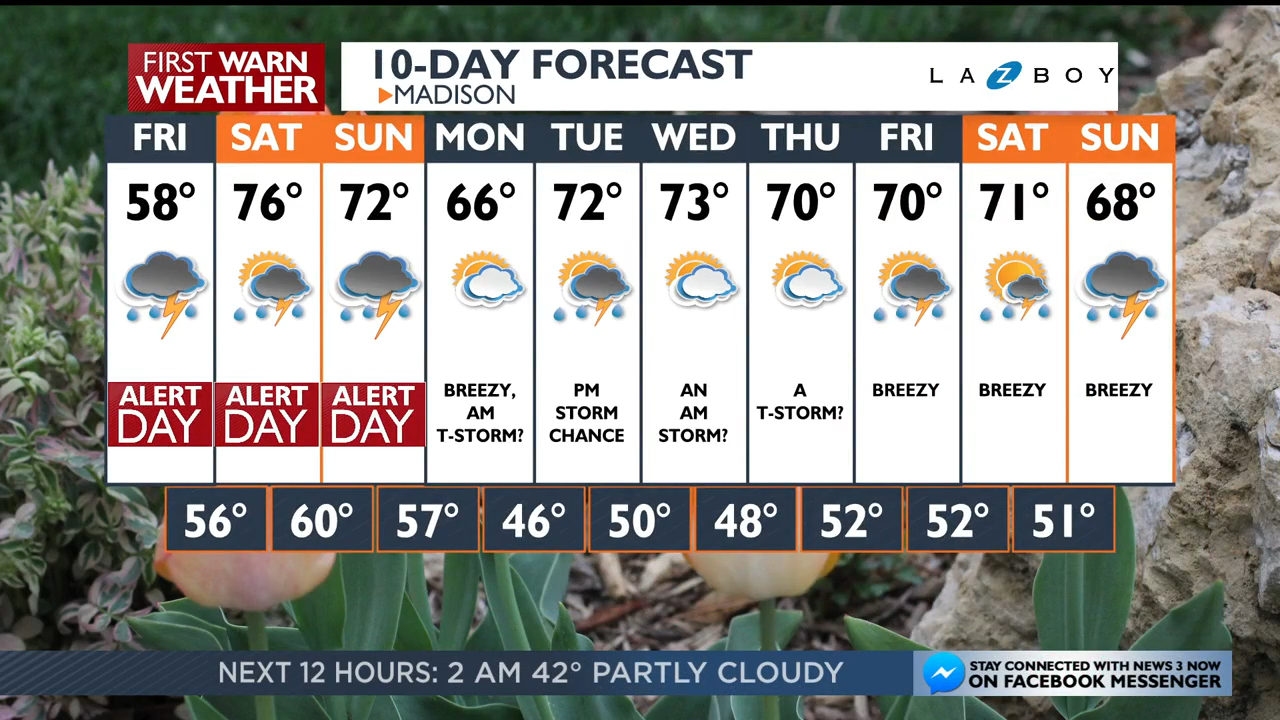 FIRST WARN
WEATHER
10-DAY FORECAST
MADISON
LA Z BOY
FRI SAT SUN MON TUE WED THU FRI SAT SUN
58° 76° 72° 66° 72° 73° 70° 70° 71° 68°
ALERT
DAY
ALERT
DAY
ALERT
DAY
BREEZY,
AM
T-STORM?
PM
STORM
CHANCE
AN
AM
STORM?
A
T-STORM?
BREEZY
BREEZY
BREEZY
56° 60° 57° 46° 50° 48° 52° 52° 51°
NEXT 12 HOURS: 2 AM 42° PARTLY CLOUDY
STAY CONNECTED WITH NEWS 3 NOW
ON FACEBOOK MESSENGER